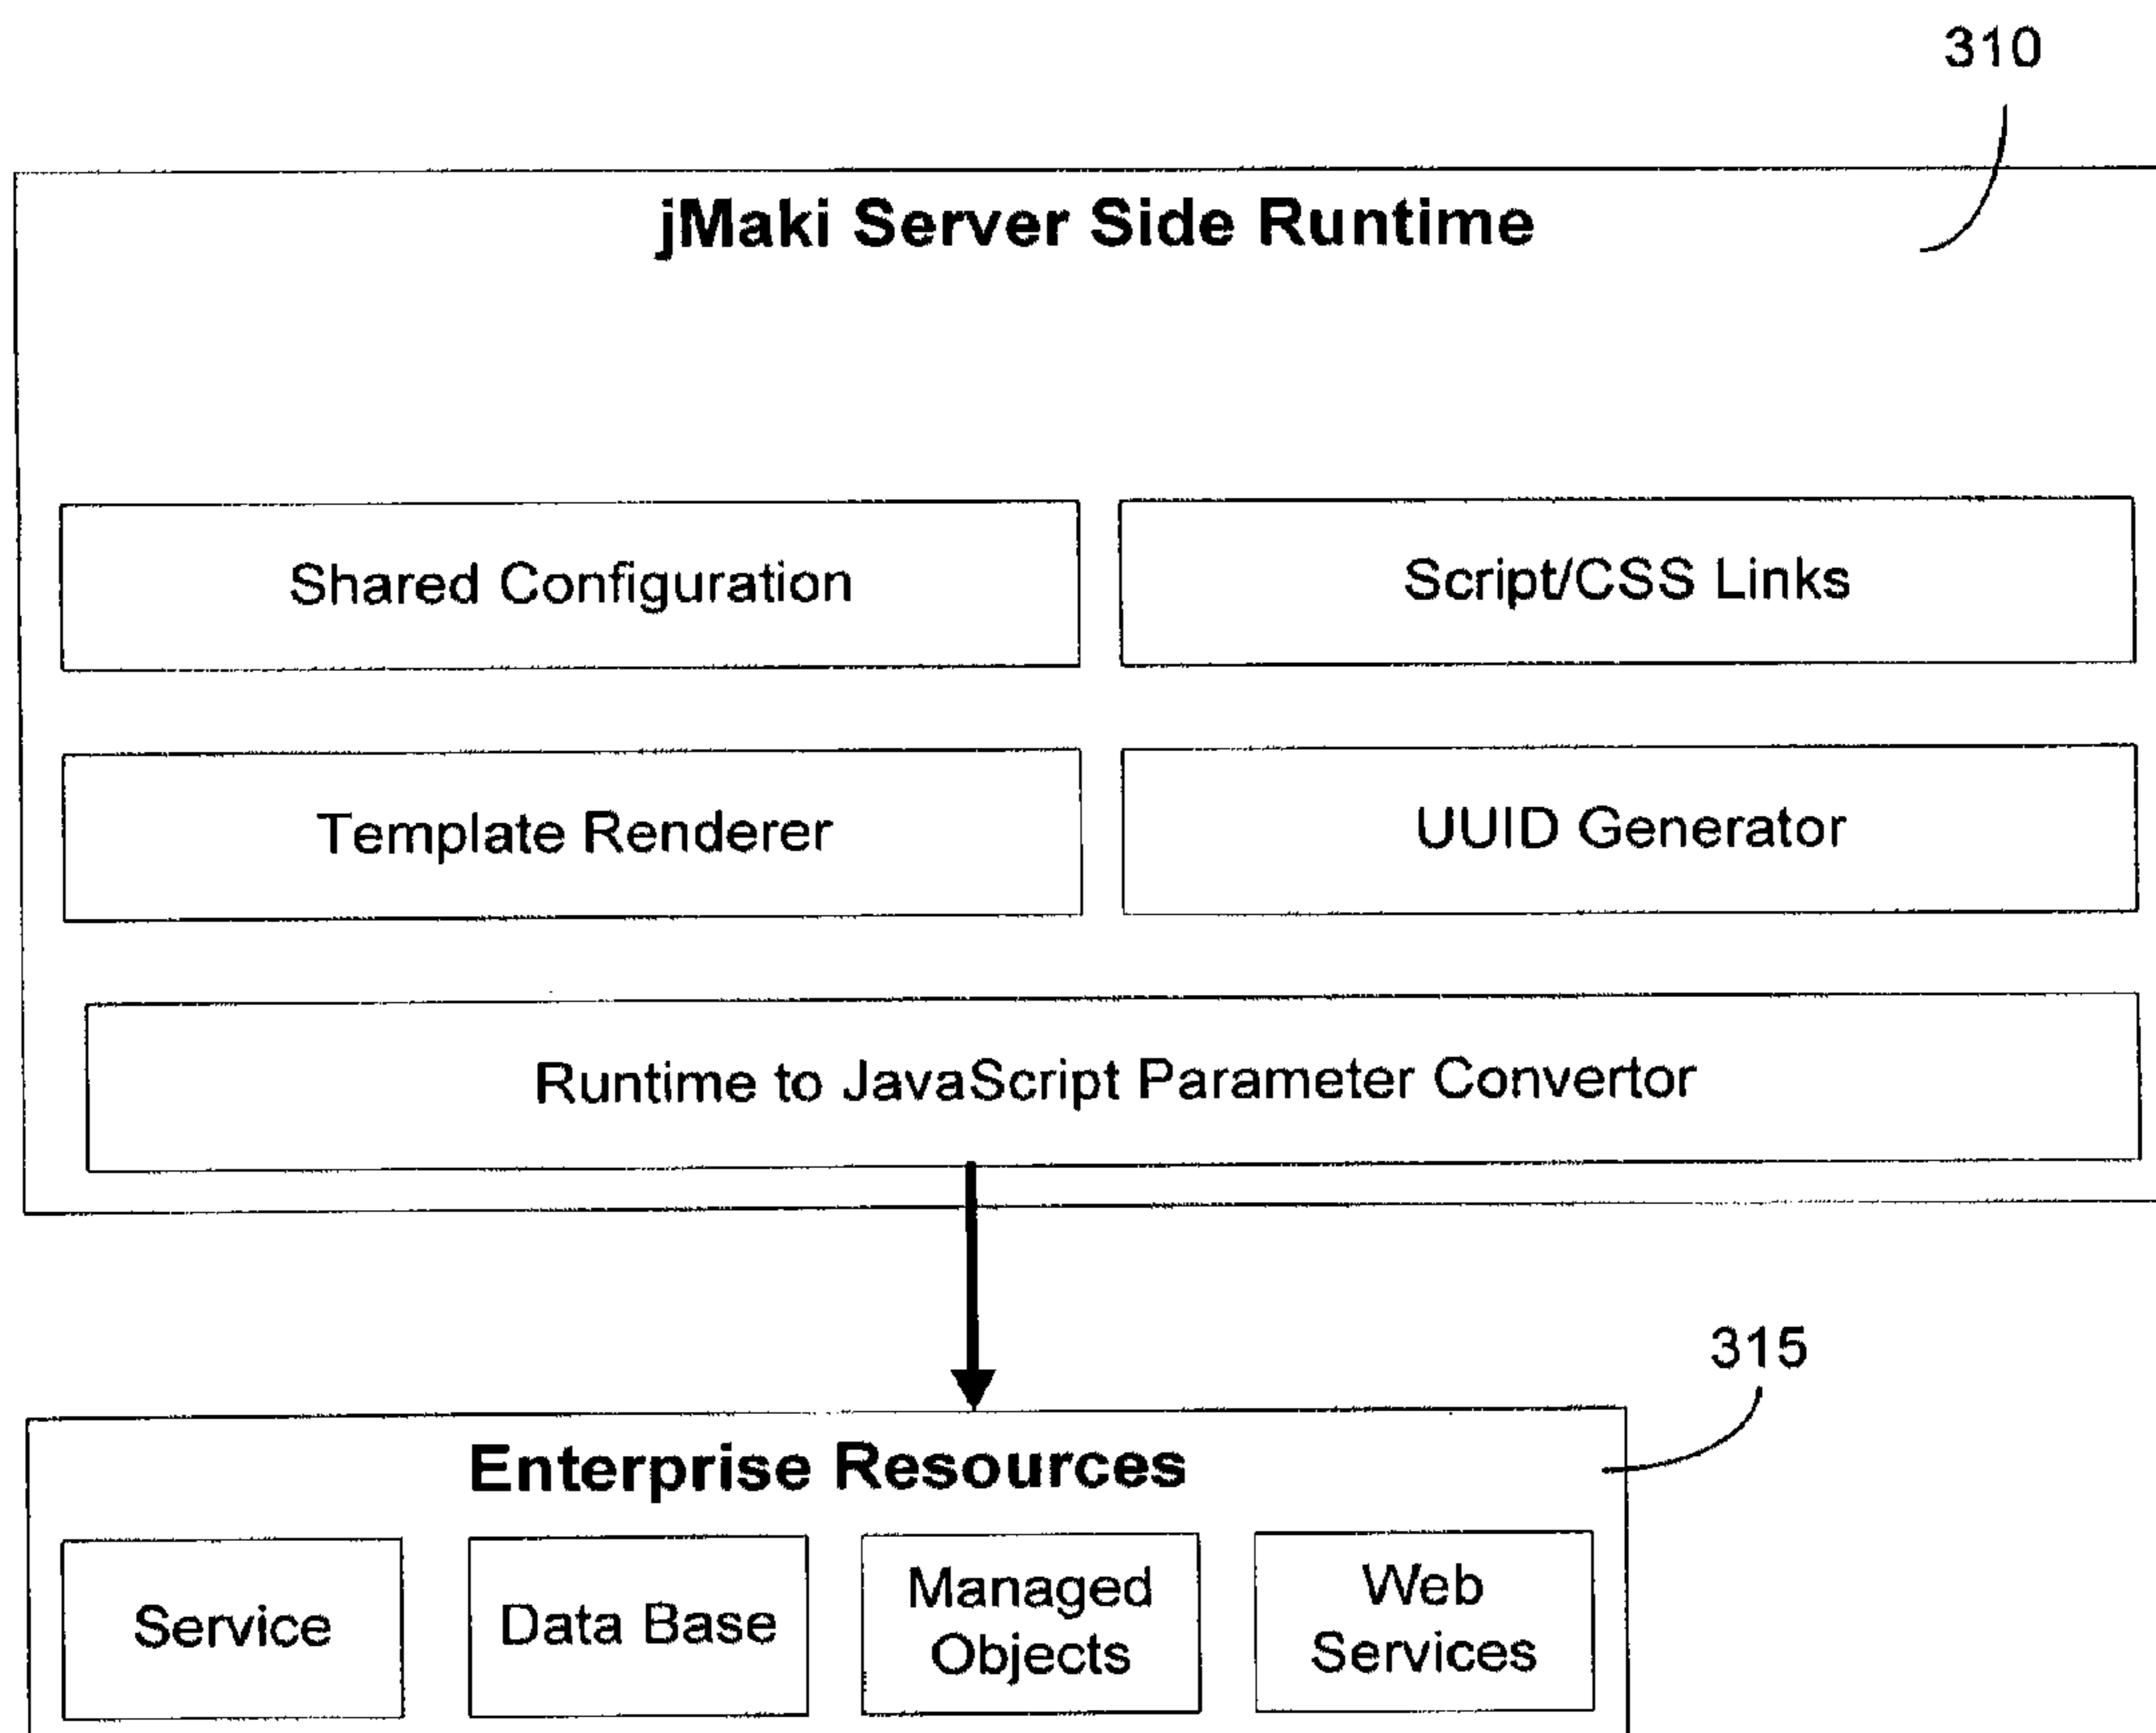 310
jMaki Server Side Runtime
Shared Configuration
Script/CSS Links
Template Renderer
UUID Generator
Runtime to JavaScript Parameter Convertor
315
Enterprise Resources
Service
Data Base
Managed
Objects
Web
Services